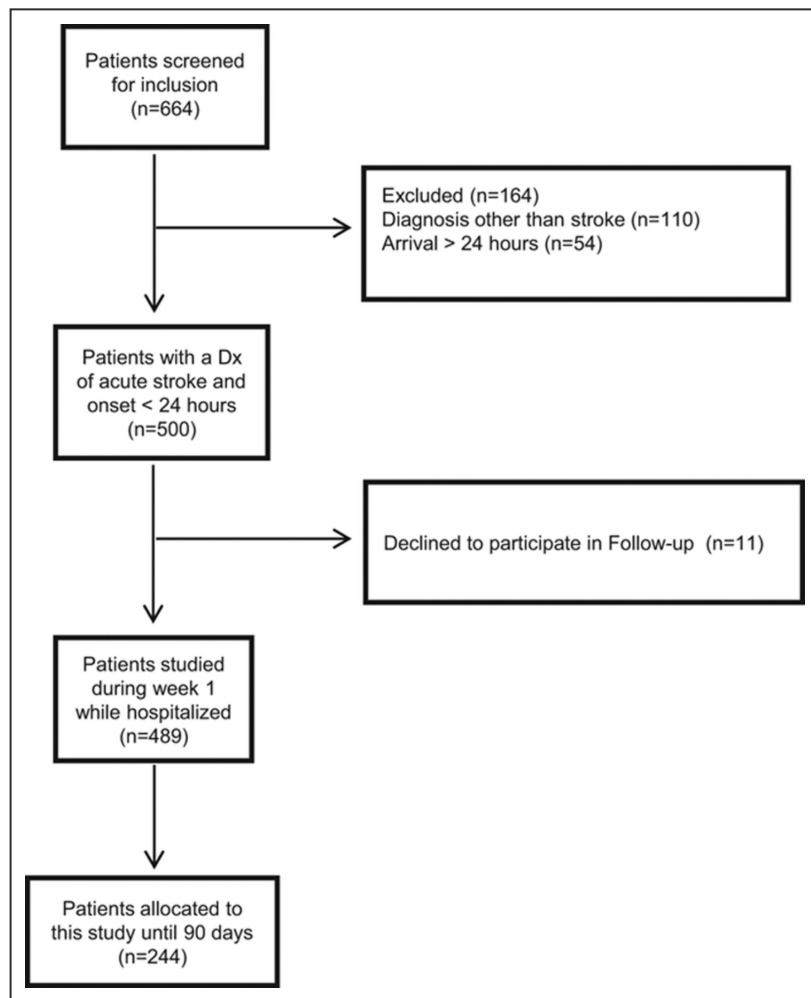 Patients screened
for inclusion
(n=664)
Excluded (n=164)
Diagnosis other than stroke (n=110)
Arrival > 24 hours (n=54)
Patients with a Dx
of acute stroke and
onset < 24 hours
(n=500)
Declined to participate in Follow-up (n=11)
Patients studied
during week 1
while hospitalized
(n=489)
Patients allocated to
this study until 90 days
(n=244)